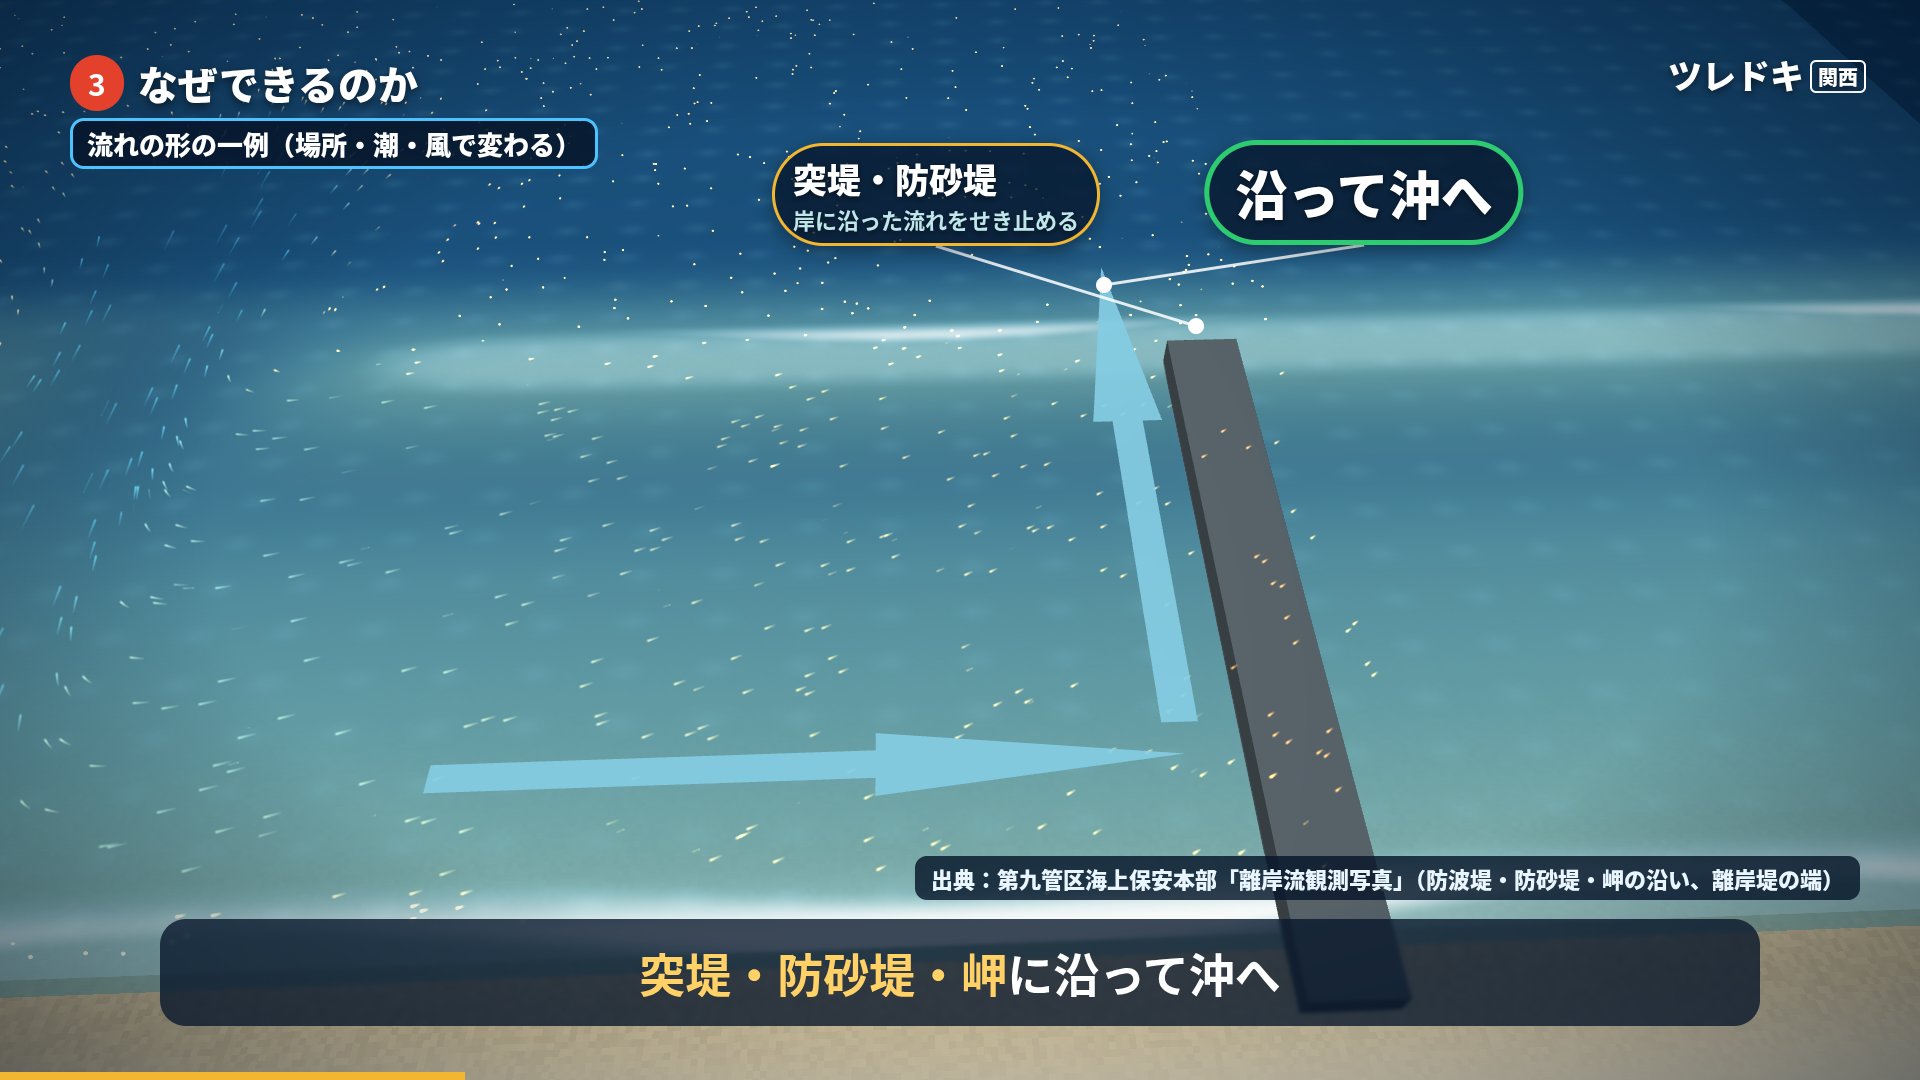 3 なぜできるのか
流れの形の一例（場所・潮・風で変わる）
ツレドキ 関西
突堤・防砂堤
岸に沿った流れをせき止める
沿って沖へ
出典：第九管区海上保安本部「離岸流観測写真」（防波堤・防砂堤・岬の沿い、離岸堤の端）
突堤・防砂堤・岬に沿って沖へ